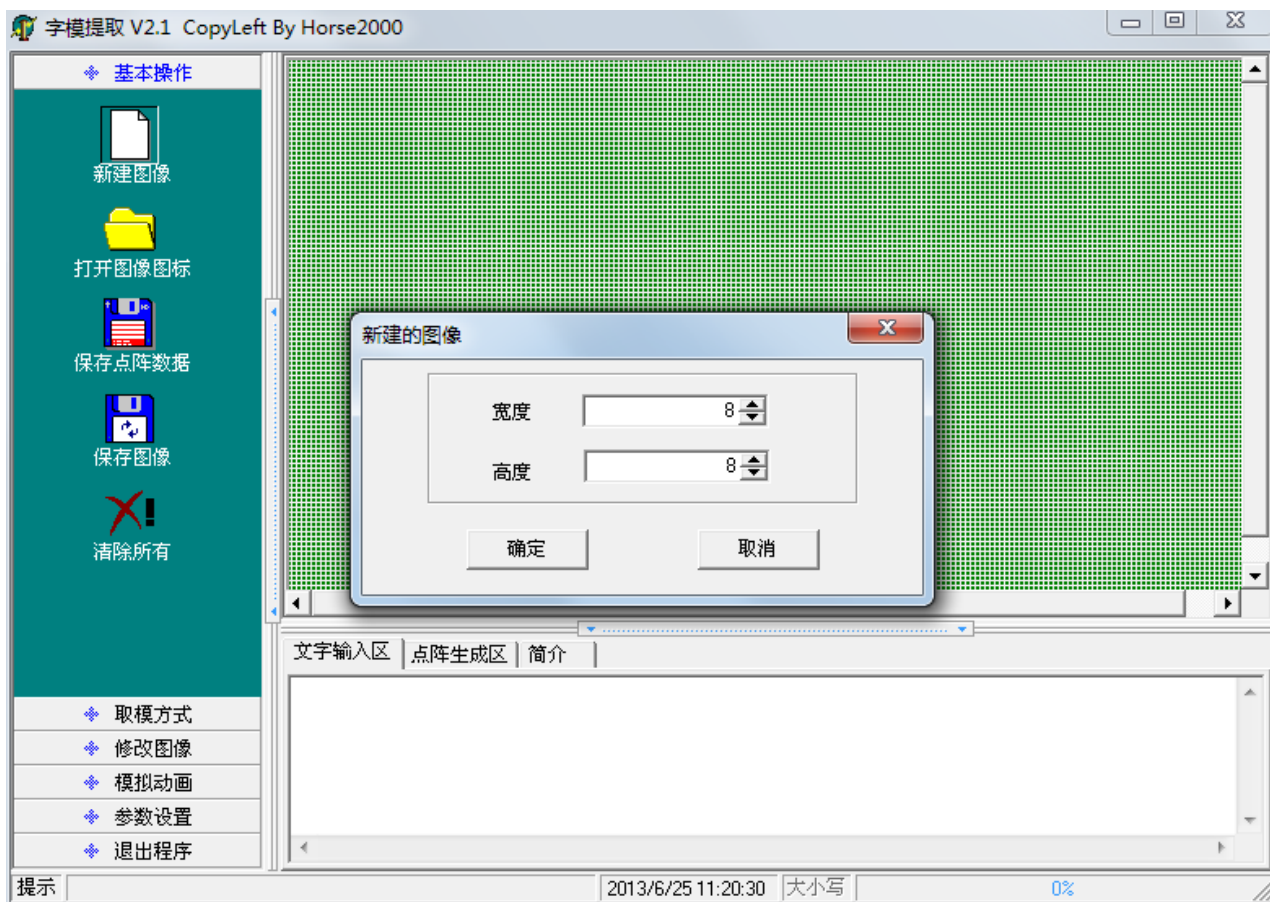 字模提取 V2.1 CopyLeft By Horse2000
基本操作
新建图像
打开图像图标
保存点阵数据
保存图像
清除所有
取模方式
修改图像
模拟动画
参数设置
退出程序
新建的图像
宽度 8
高度 8
确定 取消
文字输入区 点阵生成区 简介
提示 2013/6/25 11:20:30 大小写 0%